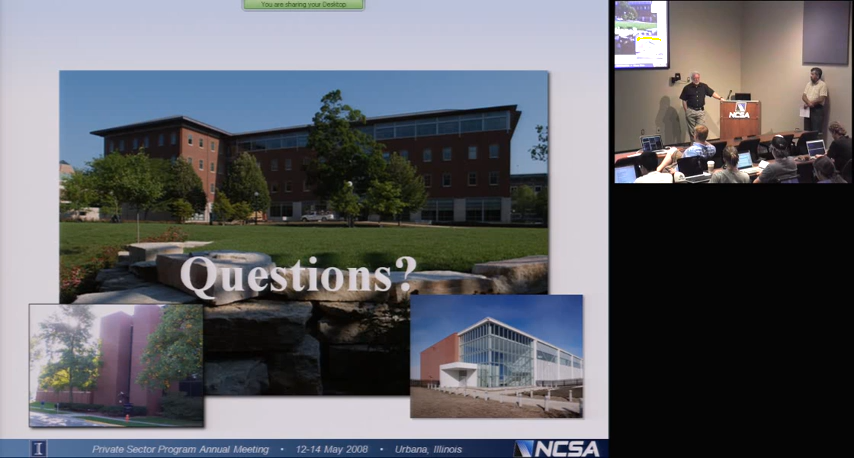 You are sharing your Desktop.
Questions?
Private Sector Program Annual Meeting • 12-14 May 2008 • Urbana, Illinois
I
NCSA
NCSA